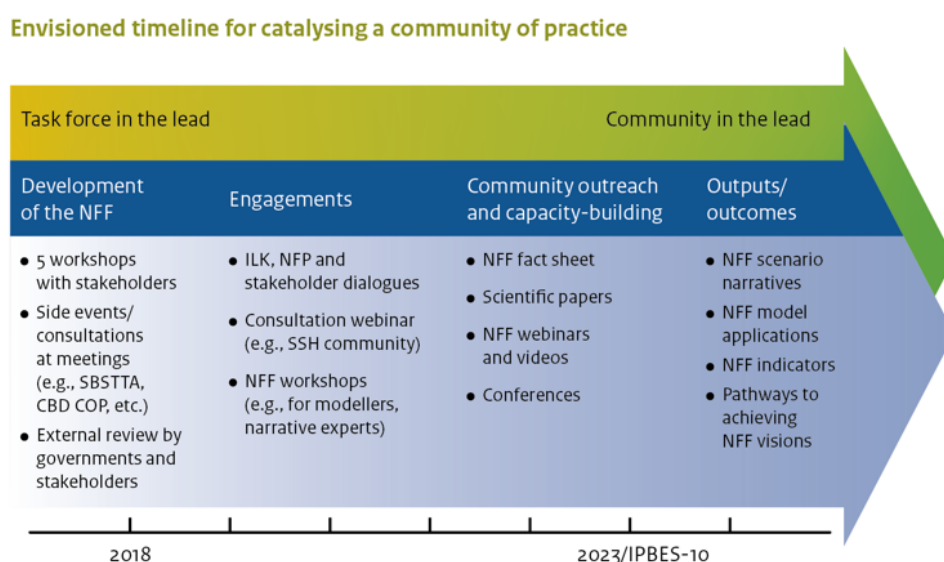 Envisioned timeline for catalysing a community of practice
Task force in the lead
Community in the lead
Development
of the NFF
• 5 workshops
with stakeholders
• Side events/
consultations
at meetings
(e.g., SBSTTA,
CBD COP, etc.)
• External review by
governments and
stakeholders
Engagements
• ILK, NFP and
stakeholder dialogues
• Consultation webinar
(e.g., SSH community)
• NFF workshops
(e.g., for modellers,
narrative experts)
Community outreach
and capacity-building
• NFF fact sheet
• Scientific papers
• NFF webinars
and videos
• Conferences
Outputs/
outcomes
• NFF scenario
narratives
• NFF model
applications
• NFF indicators
• Pathways to
achieving
NFF visions
2018
2023/IPBES-10